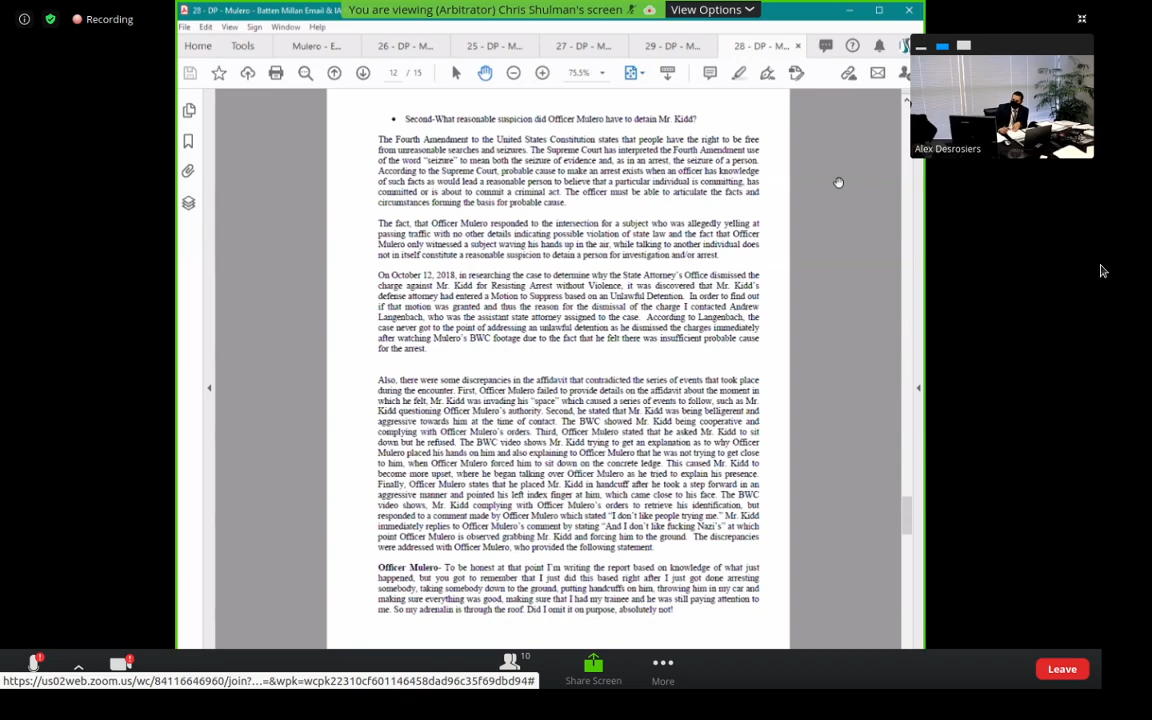 Recording
28 - DP - Mulero - Batten Millan Email & IA
You are viewing (Arbitrator) Chris Shulman's screen
View Options
File Edit View Sign Window Help
Home Tools Mulero - E... 26 - DP - M... 25 - DP - M... 27 - DP - M... 29 - DP - M... 28 - DP - M... ×
12 / 15 75.5%
Alex Desrosiers
• Second-What reasonable suspicion did Officer Mulero have to detain Mr. Kidd?
The Fourth Amendment to the United States Constitution states that people have the right to be free
from unreasonable searches and seizures. The Supreme Court has interpreted the Fourth Amendment use
of the word “seizure” to mean both the seizure of evidence and, as in an arrest, the seizure of a person.
According to the Supreme Court, probable cause to make an arrest exists when an officer has knowledge
of such facts as would lead a reasonable person to believe that a particular individual is committing, has
committed or is about to commit a criminal act. The officer must be able to articulate the facts and
circumstances forming the basis for probable cause.
The fact, that Officer Mulero responded to the intersection for a subject who was allegedly yelling at
passing traffic with no other details indicating possible violation of state law and the fact that Officer
Mulero only witnessed a subject waving his hands up in the air, while talking to another individual does
not in itself constitute a reasonable suspicion to detain a person for investigation and/or arrest.
On October 12, 2018, in researching the case to determine why the State Attorney’s Office dismissed the
charge against Mr. Kidd for Resisting Arrest without Violence, it was discovered that Mr. Kidd’s
defense attorney had entered a Motion to Suppress based on an Unlawful Detention. In order to find out
if that motion was granted and thus the reason for the dismissal of the charge I contacted Andrew
Langenbach, who was the assistant state attorney assigned to the case. According to Langenbach, the
case never got to the point of addressing an unlawful detention as he dismissed the charges immediately
after watching Mulero’s BWC footage due to the fact that he felt there was insufficient probable cause
for the arrest.
Also, there were some discrepancies in the affidavit that contradicted the series of events that took place
during the encounter. First, Officer Mulero failed to provide details on the affidavit about the moment in
which he felt, Mr. Kidd was invading his “space” which caused a series of events to follow, such as Mr.
Kidd questioning Officer Mulero’s authority. Second, he stated that Mr. Kidd was being belligerent and
aggressive towards him at the time of contact. The BWC showed Mr. Kidd being cooperative and
complying with Officer Mulero’s orders. Third, Officer Mulero stated that he asked Mr. Kidd to sit
down but he refused. The BWC video shows Mr. Kidd trying to get an explanation as to why Officer
Mulero placed his hands on him and also explaining to Officer Mulero that he was not trying to get close
to him, when Officer Mulero forced him to sit down on the concrete ledge. This caused Mr. Kidd to
become more upset, where he began talking over Officer Mulero as he tried to explain his presence.
Finally, Officer Mulero states that he placed Mr. Kidd in handcuff after he took a step forward in an
aggressive manner and pointed his left index finger at him, which came close to his face. The BWC
video shows, Mr. Kidd complying with Officer Mulero’s orders to retrieve his identification, but
responded to a comment made by Officer Mulero which stated “I don’t like people trying me.” Mr. Kidd
immediately replies to Officer Mulero’s comment by stating “And I don’t like fucking Nazi’s” at which
point Officer Mulero is observed grabbing Mr. Kidd and forcing him to the ground. The discrepancies
were addressed with Officer Mulero, who provided the following statement.
Officer Mulero- To be honest at that point I’m writing the report based on knowledge of what just
happened, but you got to remember that I just did this based right after I just got done arresting
somebody, taking somebody down to the ground, putting handcuffs on him, throwing him in my car and
making sure everything was good, making sure that I had my trainee and he was still paying attention to
me. So my adrenalin is through the roof. Did I omit it on purpose, absolutely not!
10
Share Screen
More
Leave
https://us02web.zoom.us/wc/84116646960/join?...=&wpk=wcpk22310cf601146458dad96c35f69dbd94#